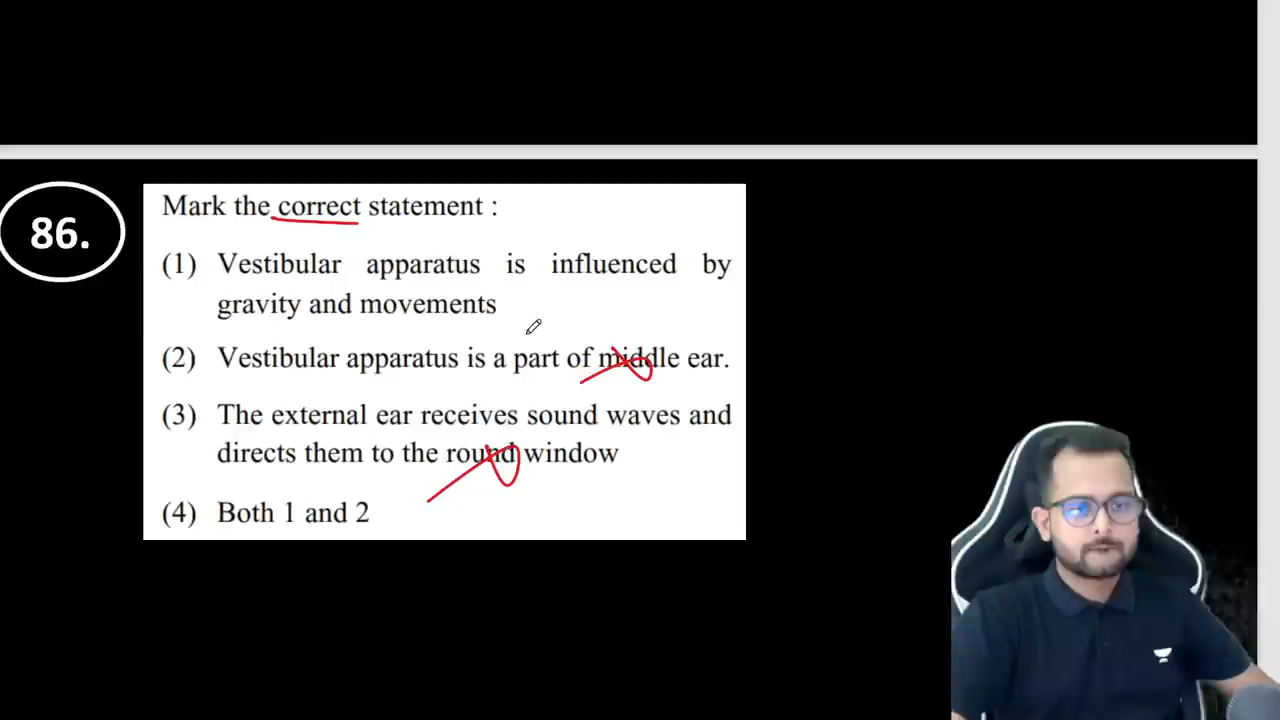 86.
Mark the correct statement :
(1) Vestibular apparatus is influenced by
gravity and movements
(2) Vestibular apparatus is a part of middle ear.
(3) The external ear receives sound waves and
directs them to the round window
(4) Both 1 and 2